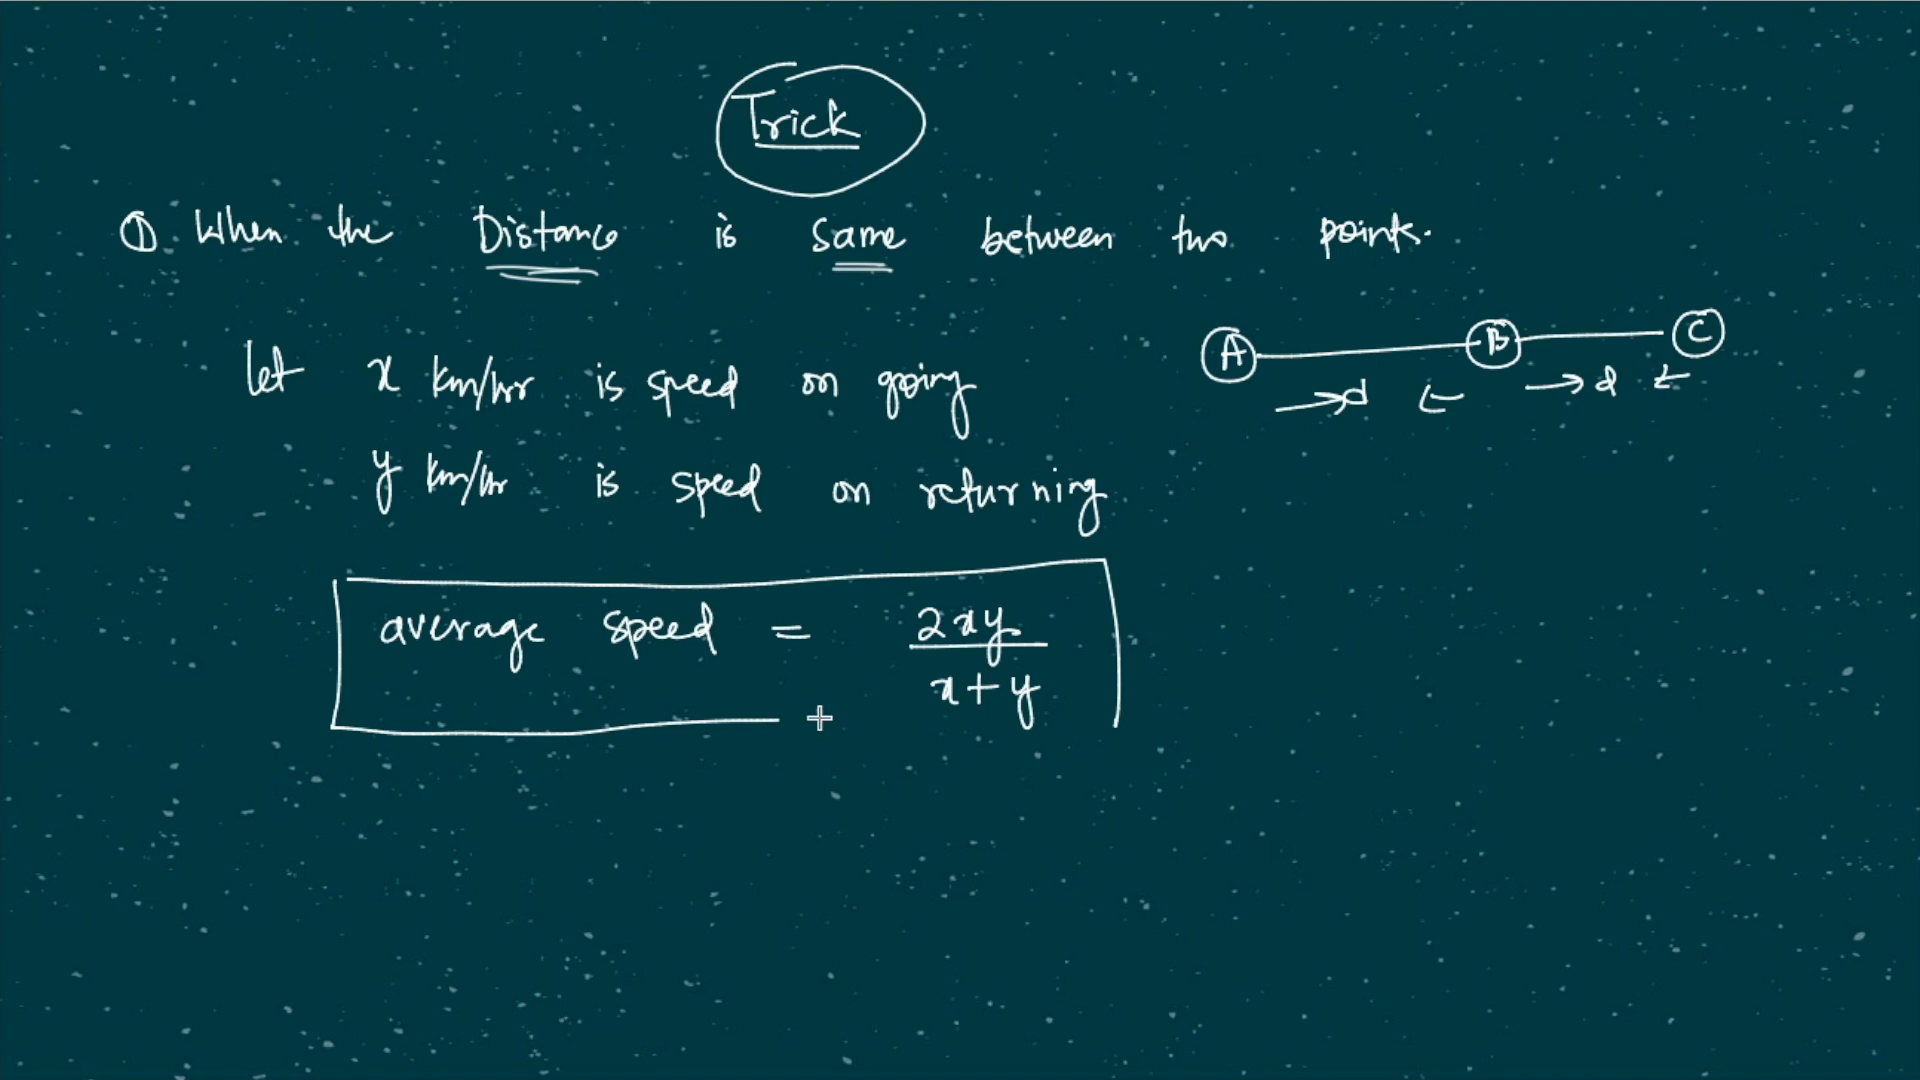 Trick
① When the Distance is same between two points.
A B C
d d
let x km/hr is speed on going
y km/hr is speed on returning
average speed = 2xy
x+y